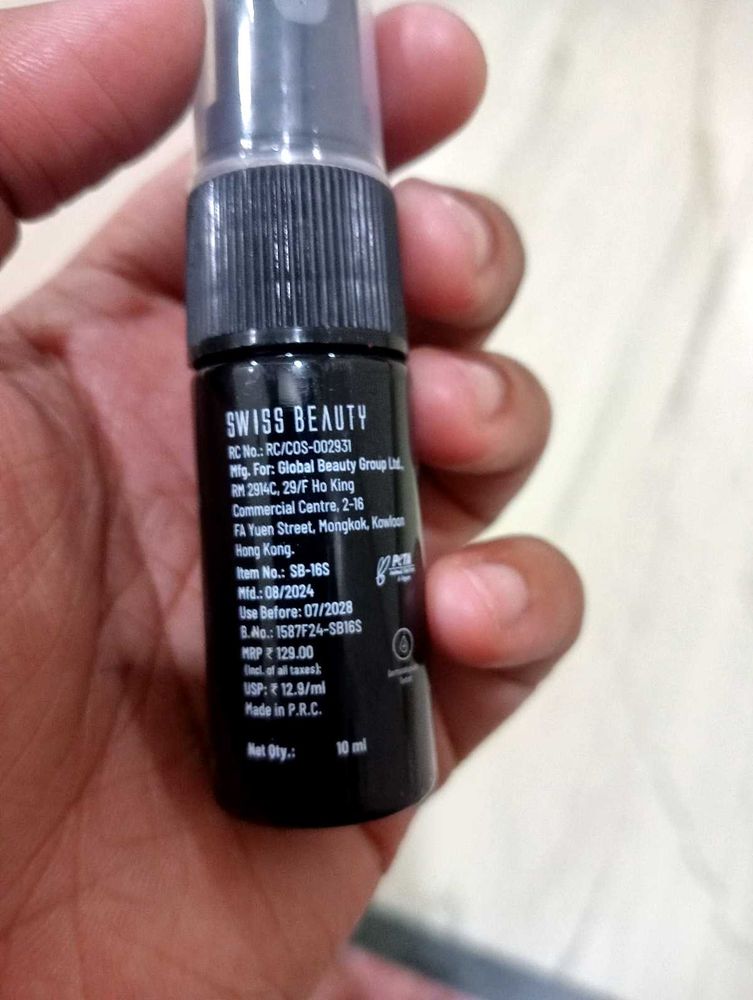 SWISS BEAUTY
RC No.: RC/COS-002931
Mfg. For: Global Beauty Group Ltd.,
RM 2914C, 29/F Ho King
Commercial Centre, 2-16
FA Yuen Street, Mongkok, Kowloon
Hong Kong.
Item No.: SB-16S
Mfd.: 08/2024
Use Before: 07/2028
B.No.: 1587F24-SB16S
MRP ₹ 129.00
(incl. of all taxes);
USP: ₹ 12.9/ml
Made in P.R.C.
Net Qty.: 10 ml
PETA